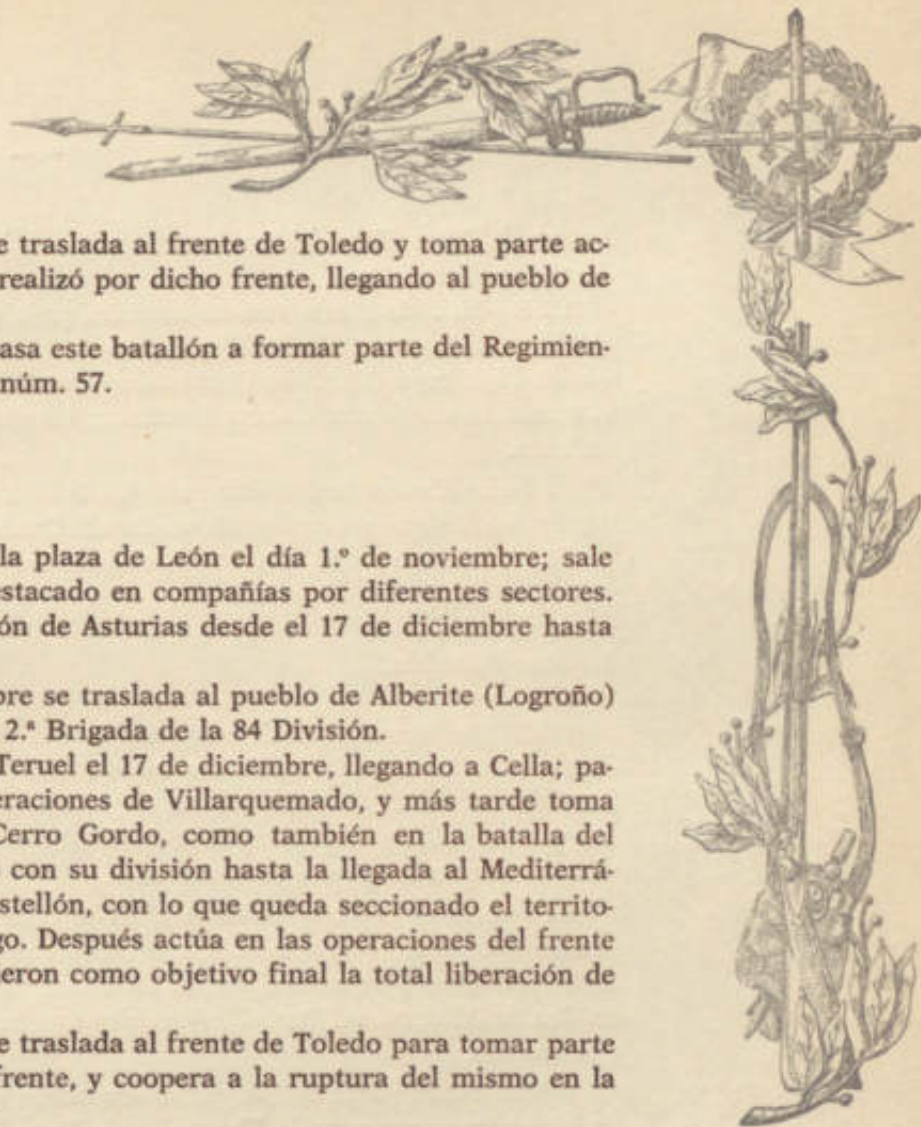 e traslada al frente de Toledo y toma parte ac-
realizó por dicho frente, llegando al pueblo de
asa este batallón a formar parte del Regimien-
núm. 57.
la plaza de León el día 1.º de noviembre; sale
estacado en compañías por diferentes sectores.
ón de Asturias desde el 17 de diciembre hasta
bre se traslada al pueblo de Alberite (Logroño)
2.ª Brigada de la 84 División.
Teruel el 17 de diciembre, llegando a Cella; pa-
eraciones de Villarquemado, y más tarde toma
Cerro Gordo, como también en la batalla del
con su división hasta la llegada al Mediterrá-
stellón, con lo que queda seccionado el territo-
go. Después actúa en las operaciones del frente
ieron como objetivo final la total liberación de
e traslada al frente de Toledo para tomar parte
frente, y coopera a la ruptura del mismo en la